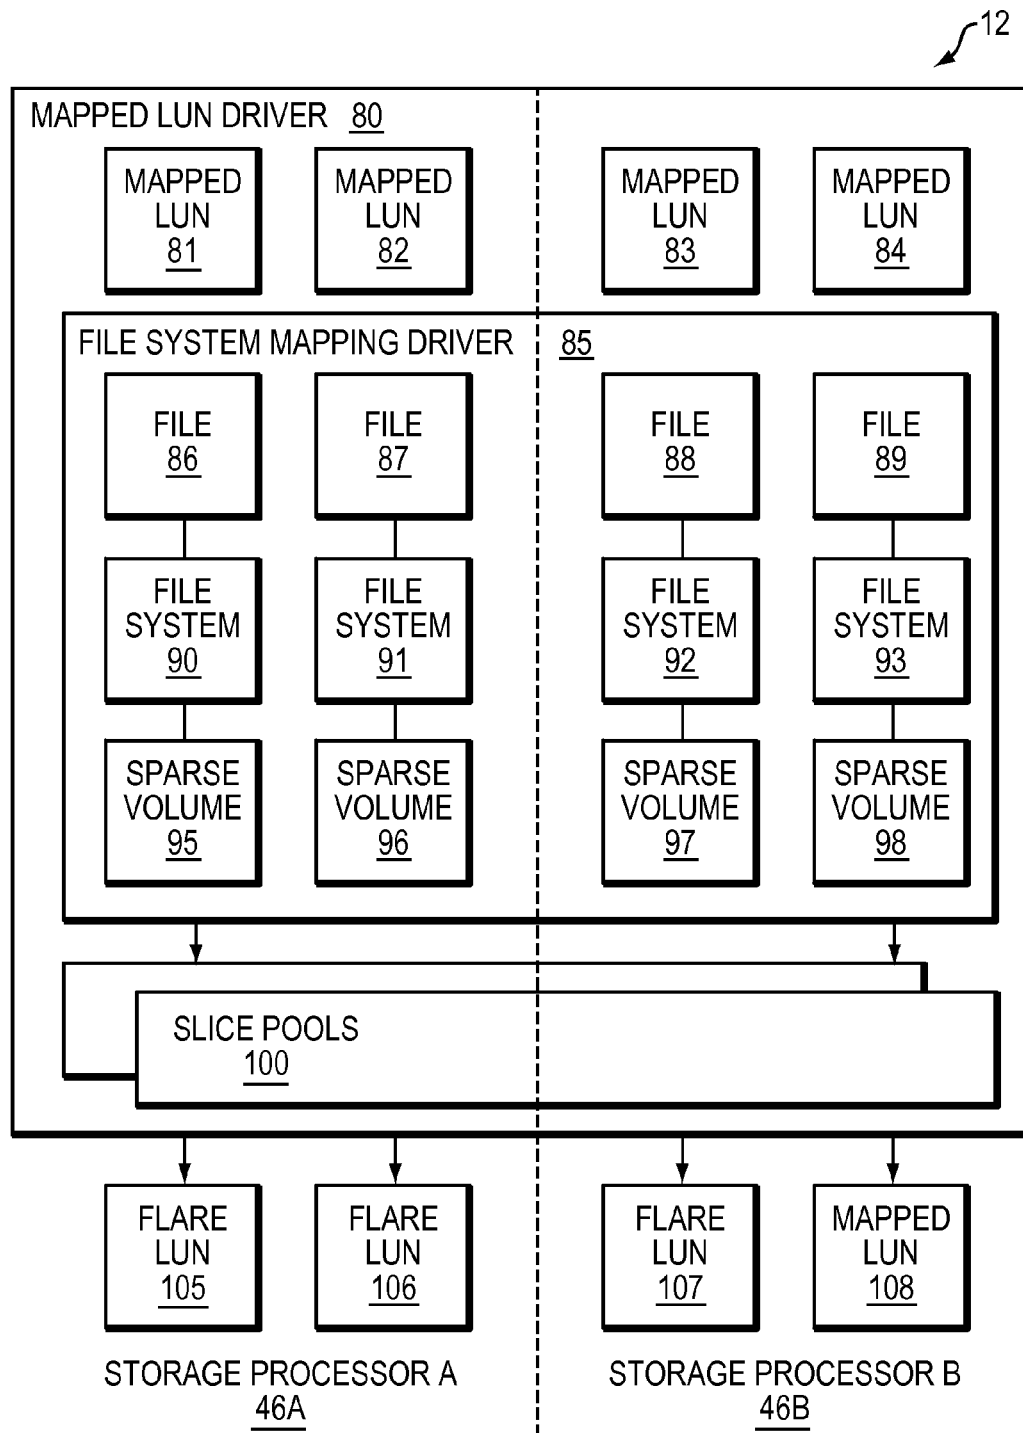 12
MAPPED LUN DRIVER 80
MAPPED LUN 81
MAPPED LUN 82
MAPPED LUN 83
MAPPED LUN 84
FILE SYSTEM MAPPING DRIVER 85
FILE 86
FILE 87
FILE 88
FILE 89
FILE SYSTEM 90
FILE SYSTEM 91
FILE SYSTEM 92
FILE SYSTEM 93
SPARSE VOLUME 95
SPARSE VOLUME 96
SPARSE VOLUME 97
SPARSE VOLUME 98
SLICE POOLS
100
FLARE LUN 105
FLARE LUN 106
FLARE LUN 107
MAPPED LUN 108
STORAGE PROCESSOR A
46A
STORAGE PROCESSOR B
46B